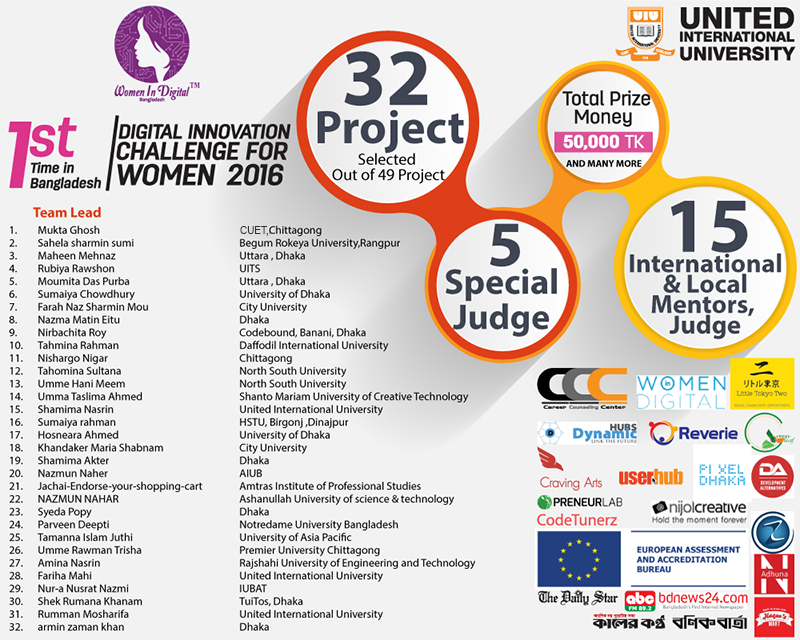 Women In Digital™
Bangladesh
1st
Time in
Bangladesh
DIGITAL INNOVATION
CHALLENGE FOR
WOMEN 2016
32
Project
Selected
Out of 49 Project
Total Prize
Money
50,000 TK
AND MANY MORE
UIU
UNITED
INTERNATIONAL
UNIVERSITY
5
Special
Judge
15
International
& Local
Mentors,
Judge
Team Lead
1. Mukta Ghosh CUET,Chittagong
2. Sahela sharmin sumi Begum Rokeya University,Rangpur
3. Maheen Mehnaz Uttara , Dhaka
4. Rubiya Rawshon UITS
5. Moumita Das Purba Uttara , Dhaka
6. Sumaiya Chowdhury University of Dhaka
7. Farah Naz Sharmin Mou City University
8. Nazma Matin Eitu Dhaka
9. Nirbachita Roy Codebound, Banani, Dhaka
10. Tahmina Rahman Daffodil International University
11. Nishargo Nigar Chittagong
12. Tahomina Sultana North South University
13. Umme Hani Meem North South University
14. Umma Taslima Ahmed Shanto Mariam University of Creative Technology
15. Shamima Nasrin United International University
16. Sumaiya rahman HSTU, Birgonj ,Dinajpur
17. Hosneara Ahmed University of Dhaka
18. Khandaker Maria Shabnam City University
19. Shamima Akter Dhaka
20. Nazmun Naher AIUB
21. Jachai-Endorse-your-shopping-cart Amtras Institute of Professional Studies
22. NAZMUN NAHAR Ashanullah University of science & technology
23. Syeda Popy Dhaka
24. Parveen Deepti Notredame University Bangladesh
25. Tamanna Islam Juthi University of Asia Pacific
26. Umme Rawman Trisha Premier University Chittagong
27. Amina Nasrin Rajshahi University of Engineering and Technology
28. Fariha Mahi United International University
29. Nur-a Nusrat Nazmi IUBAT
30. Shek Rumana Khanam TuiTos, Dhaka
31. Rumman Mosharifa United International University
32. armin zaman khan Dhaka
CCC
Career Counseling Center
WOMEN
in
DIGITAL
二
リトル東京
Little Tokyo Two
HUBS
Dynamic
LINK THE FUTURE
Reverie
Craving Arts
userhub
PIXEL
DHAKA
DA
DEVELOPMENT
ALTERNATIVES
PRENEURLAB
CodeTunerz
nijolcreative
Hold the moment forever
EUROPEAN ASSESSMENT
AND ACCREDITATION
BUREAU
Adhuna
The Daily Star
abc
FM 89.2
bdnews24.com
Bangladesh's First Internet Newspaper
কালের কণ্ঠ
বণিক বার্তা
MART